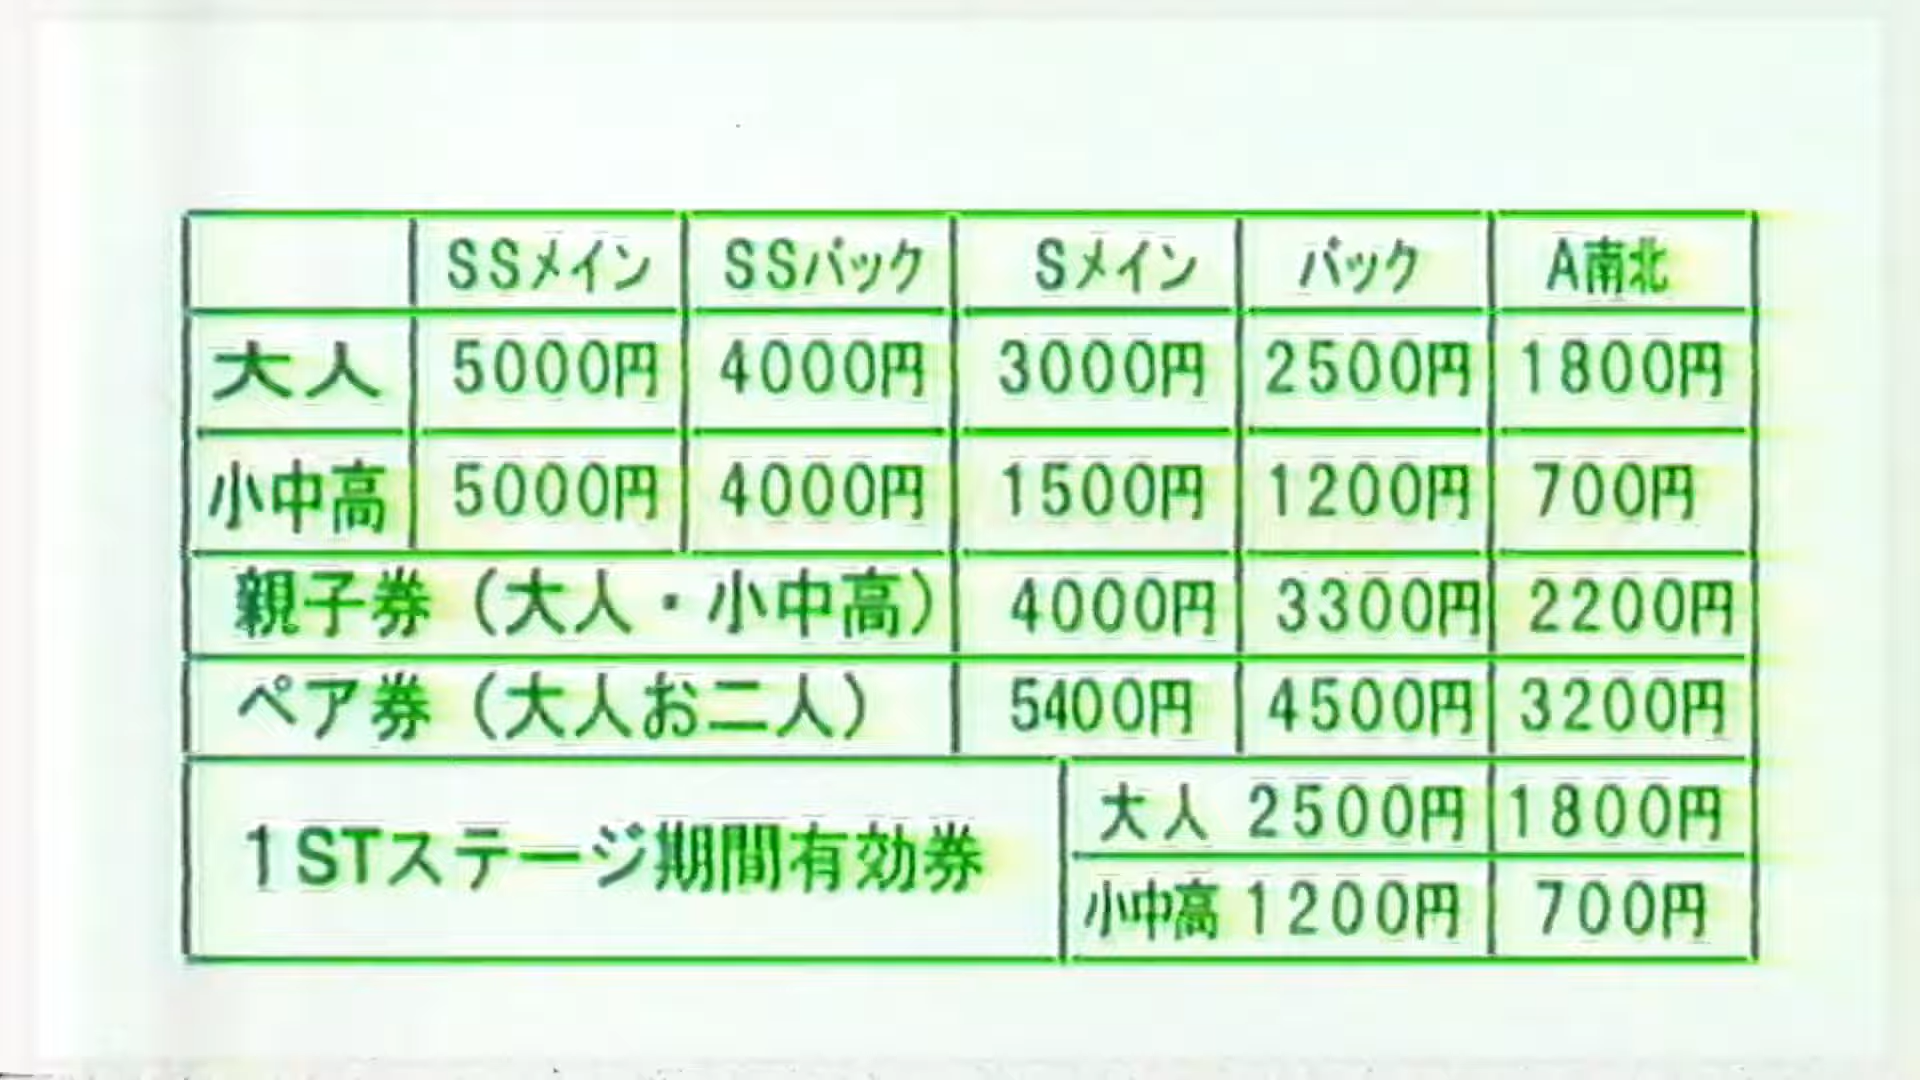 SSメイン SSバック Sメイン バック A南北
大人 5000円 4000円 3000円 2500円 1800円
小中高 5000円 4000円 1500円 1200円 700円
親子券（大人・小中高） 4000円 3300円 2200円
ペア券（大人お二人） 5400円 4500円 3200円
1STステージ期間有効券 大人 2500円 1800円
小中高 1200円 700円